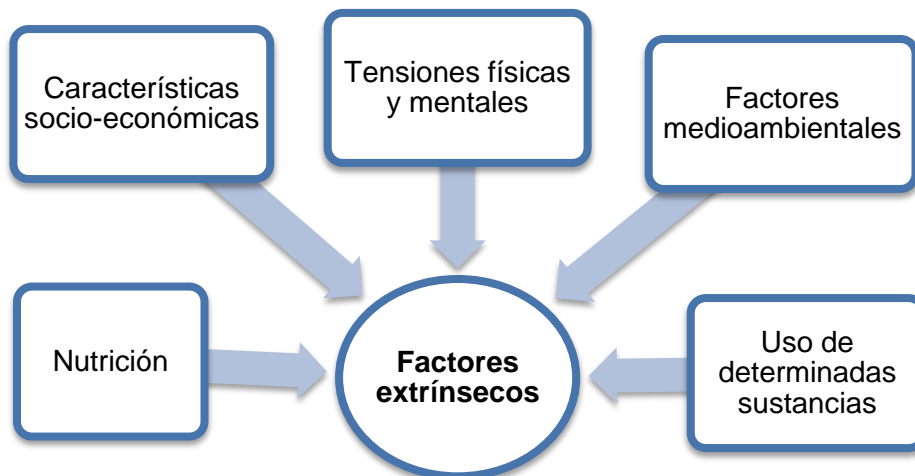 Características
socio-económicas
Tensiones físicas
y mentales
Factores
medioambientales
Nutrición
Factores
extrínsecos
Uso de
determinadas
sustancias